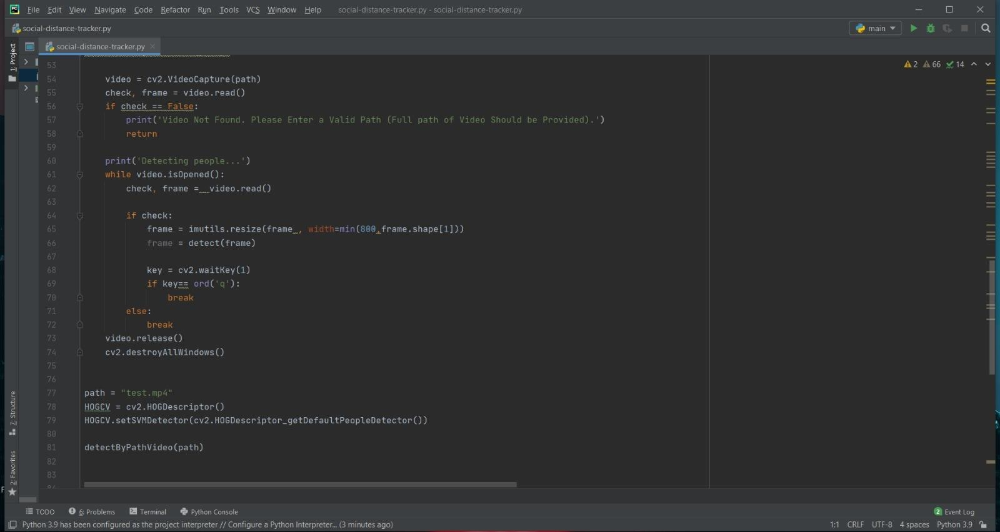 File Edit View Navigate Code Refactor Run Tools VCS Window Help social-distance-tracker.py - social-distance-tracker.py
social-distance-tracker.py main
1: Project
social-distance-tracker.py
2 66 14
53
54 video = cv2.VideoCapture(path)
55 check, frame = video.read()
56 if check == False:
57 print('Video Not Found. Please Enter a Valid Path (Full path of Video Should be Provided).')
58 return
59
60 print('Detecting people...')
61 while video.isOpened():
62 check, frame =  video.read()
63
64 if check:
65 frame = imutils.resize(frame , width=min(800,frame.shape[1]))
66 frame = detect(frame)
67
68 key = cv2.waitKey(1)
69 if key== ord('q'):
70 break
71 else:
72 break
73 video.release()
74 cv2.destroyAllWindows()
75
76
77 path = "test.mp4"
78 HOGCV = cv2.HOGDescriptor()
79 HOGCV.setSVMDetector(cv2.HOGDescriptor_getDefaultPeopleDetector())
80
81 detectByPathVideo(path)
82
83
7: Structure
2: Favorites
TODO 6: Problems Terminal Python Console 2 Event Log
Python 3.9 has been configured as the project interpreter // Configure a Python Interpreter... (3 minutes ago) 1:1 CRLF UTF-8 4 spaces Python 3.9